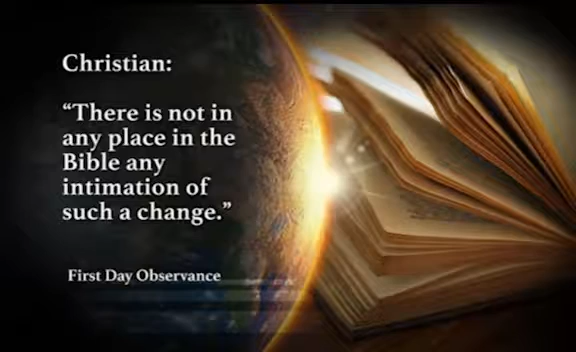 Christian:
“There is not in
any place in the
Bible any
intimation of
such a change.”
First Day Observance